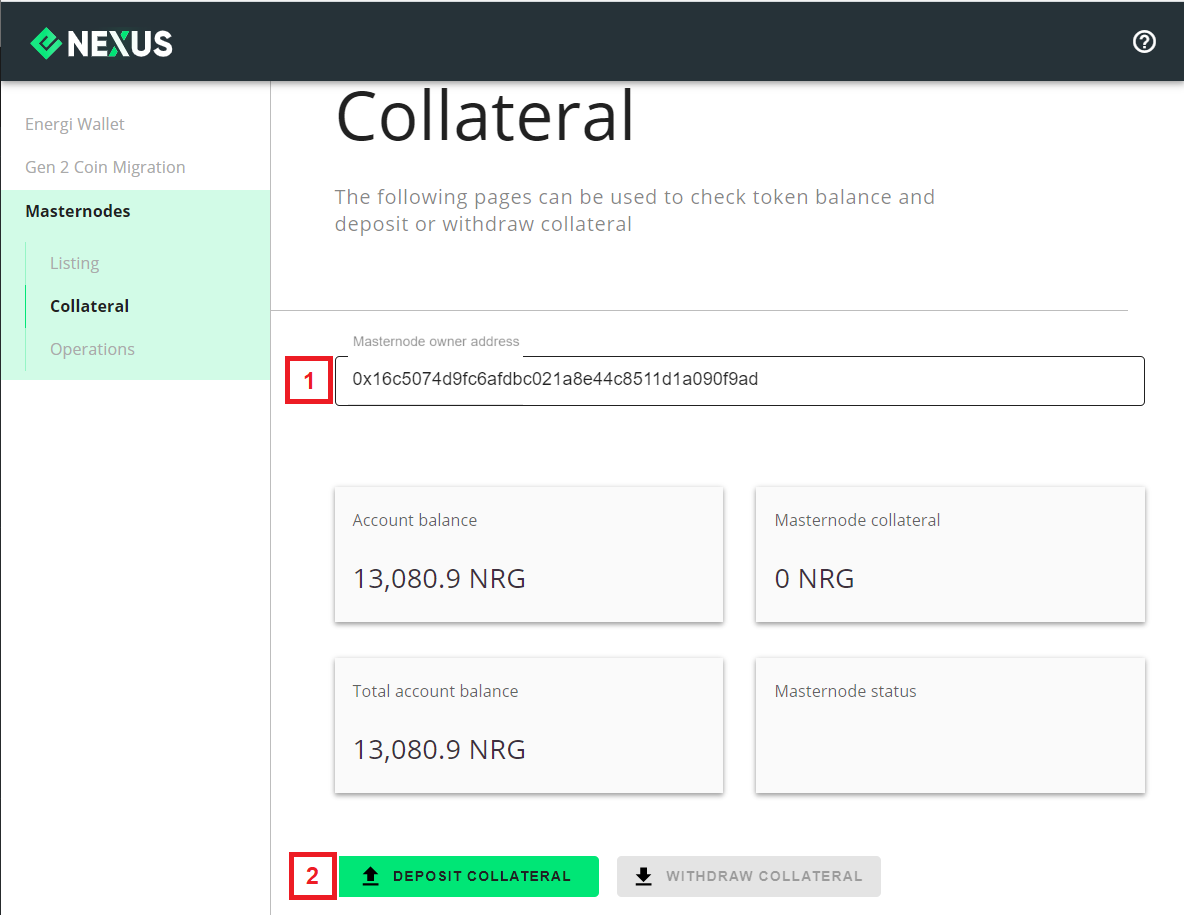 NEXUS
Energi Wallet
Gen 2 Coin Migration
Masternodes
Listing
Collateral
Operations
Collateral
The following pages can be used to check token balance and
deposit or withdraw collateral
Masternode owner address
1
0x16c5074d9fc6afdbc021a8e44c8511d1a090f9ad
Account balance
13,080.9 NRG
Masternode collateral
0 NRG
Total account balance
13,080.9 NRG
Masternode status
2
DEPOSIT COLLATERAL
WITHDRAW COLLATERAL